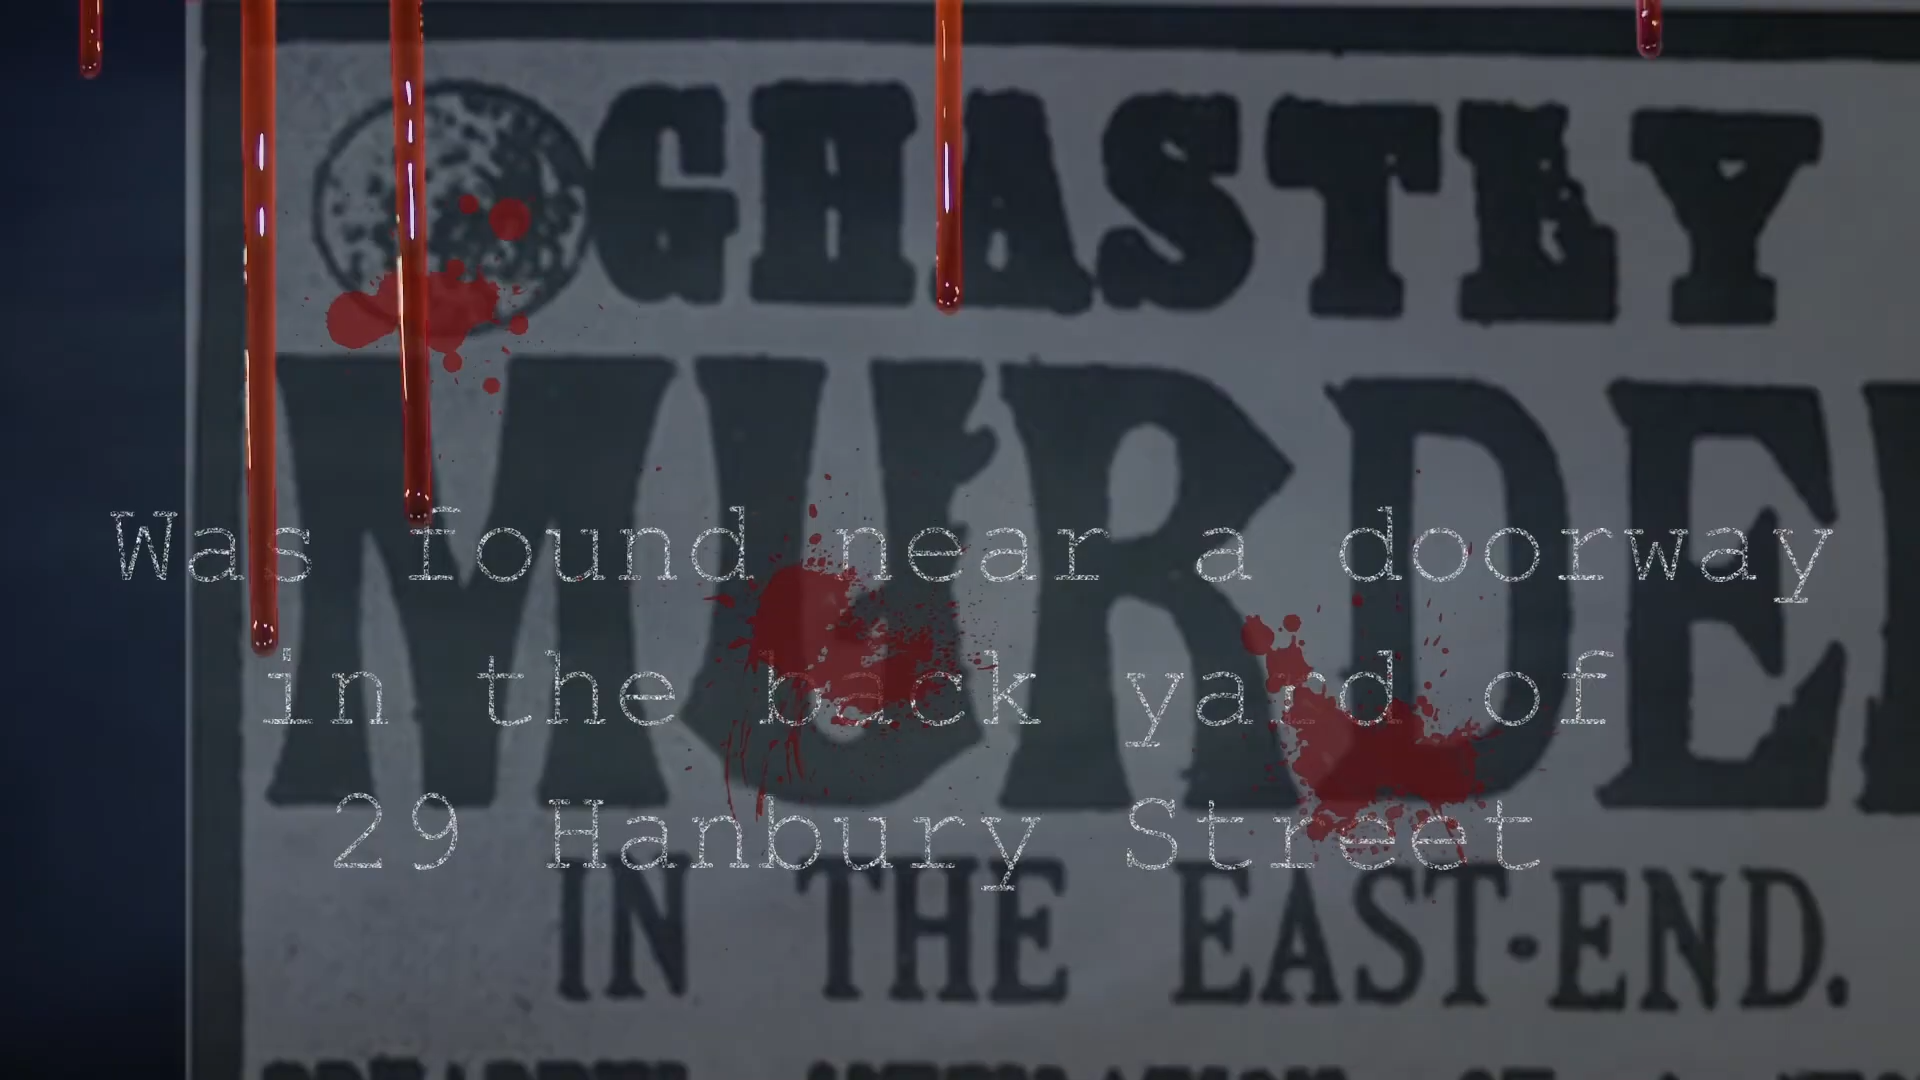 GHASTLY
MURDE
Was found near a doorway
in the back yard of
29 Hanbury Street
IN THE EAST-END.